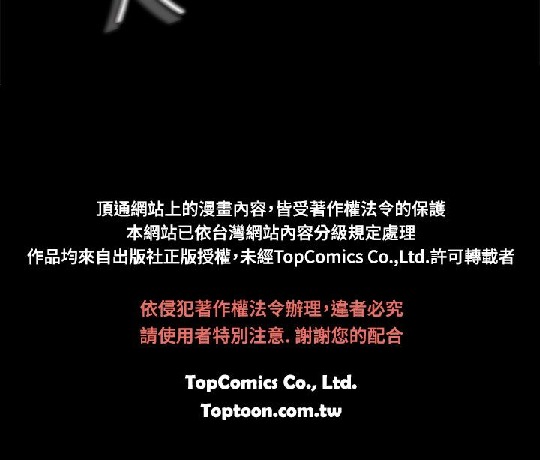 頂通網站上的漫畫內容，皆受著作權法令的保護
本網站已依台灣網站內容分級規定處理
作品均來自出版社正版授權，未經TopComics Co.,Ltd.許可轉載者
依侵犯著作權法令辦理，違者必究
請使用者特別注意. 謝謝您的配合
TopComics Co., Ltd.
Toptoon.com.tw